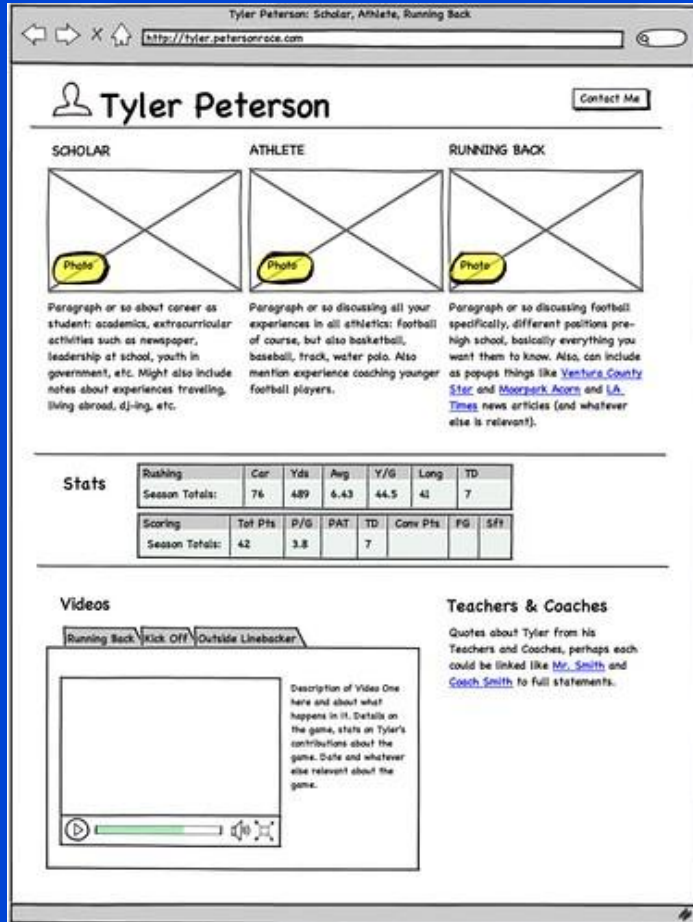 Tyler Peterson: Scholar, Athlete, Running Back
http://tyler.petersonrace.com
Tyler Peterson
Contact Me
SCHOLAR
Photo
Paragraph or so about career as
student: academics, extracurricular
activities such as newspaper,
leadership at school, youth in
government, etc. Might also include
notes about experiences traveling,
living abroad, dj-ing, etc.
ATHLETE
Photo
Paragraph or so discussing all your
experiences in all athletics: football
of course, but also basketball,
baseball, track, water polo. Also
mention experience coaching younger
football players.
RUNNING BACK
Photo
Paragraph or so discussing football
specifically, different positions pre-
high school, basically everything you
want them to know. Also, can include
as popups things like Ventura County
Star and Moorpark Acorn and LA
Times news articles (and whatever
else is relevant).
Stats
Rushing Car Yds Avg Y/G Long TD
Season Totals: 76 489 6.43 44.5 41 7
Scoring Tot Pts P/G PAT TD Conv Pts FG Sft
Season Totals: 42 3.8 7
Videos
Running Back Kick Off Outside Linebacker
Description of Video One
here and about what
happens in it. Details on
the game, stats on Tyler's
contributions about the
game. Date and whatever
else relevant about the
game.
Teachers & Coaches
Quotes about Tyler from his
Teachers and Coaches, perhaps each
could be linked like Mr. Smith and
Coach Smith to full statements.